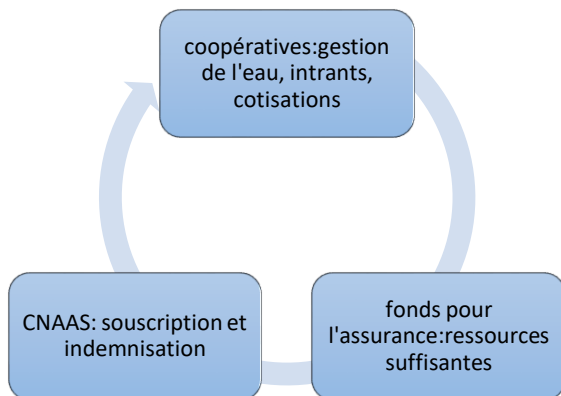 coopératives:gestion
de l'eau, intrants,
cotisations
CNAAS: souscription et
indemnisation
fonds pour
l'assurance:ressources
suffisantes